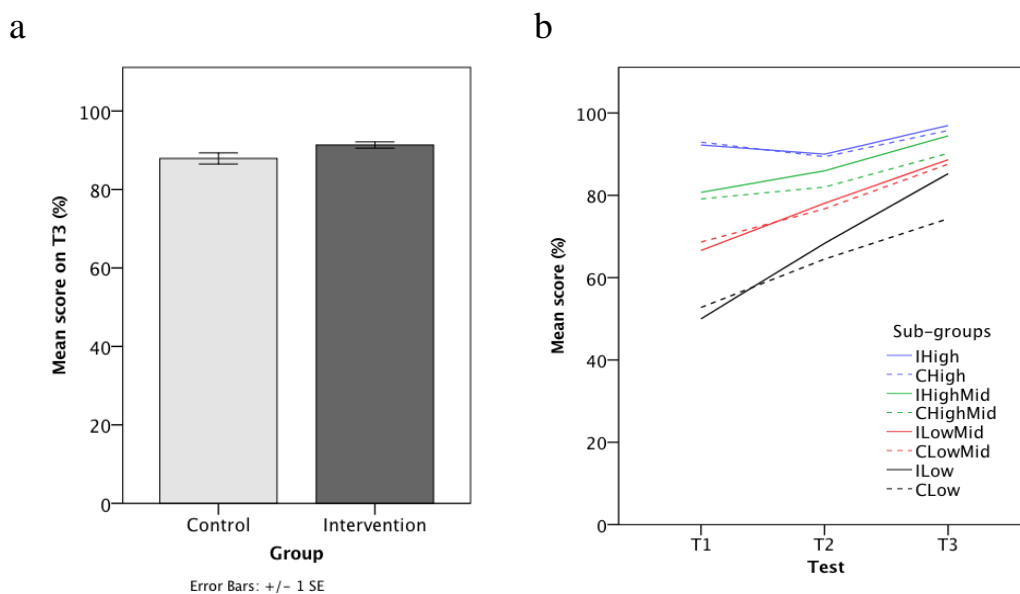 a
100
80
60
40
20
0
Mean score on T3 (%)
Control
Intervention
Group
Error Bars: +/- 1 SE
b
100
80
60
40
20
0
Mean score (%)
T1
T2
T3
Test
Sub-groups
IHigh
CHigh
IHighMid
CHighMid
ILowMid
CLowMid
ILow
CLow